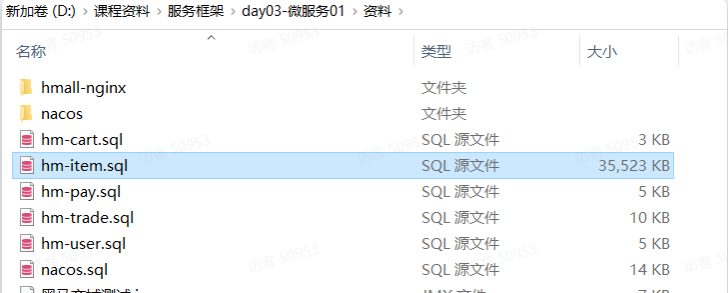 新加卷 (D:) > 课程资料 > 服务框架 > day03-微服务01 > 资料 >
名称 类型 大小
hmall-nginx 文件夹
nacos 文件夹
hm-cart.sql SQL 源文件 3 KB
hm-item.sql SQL 源文件 35,523 KB
hm-pay.sql SQL 源文件 5 KB
hm-trade.sql SQL 源文件 10 KB
hm-user.sql SQL 源文件 5 KB
nacos.sql SQL 源文件 14 KB
访客 50953